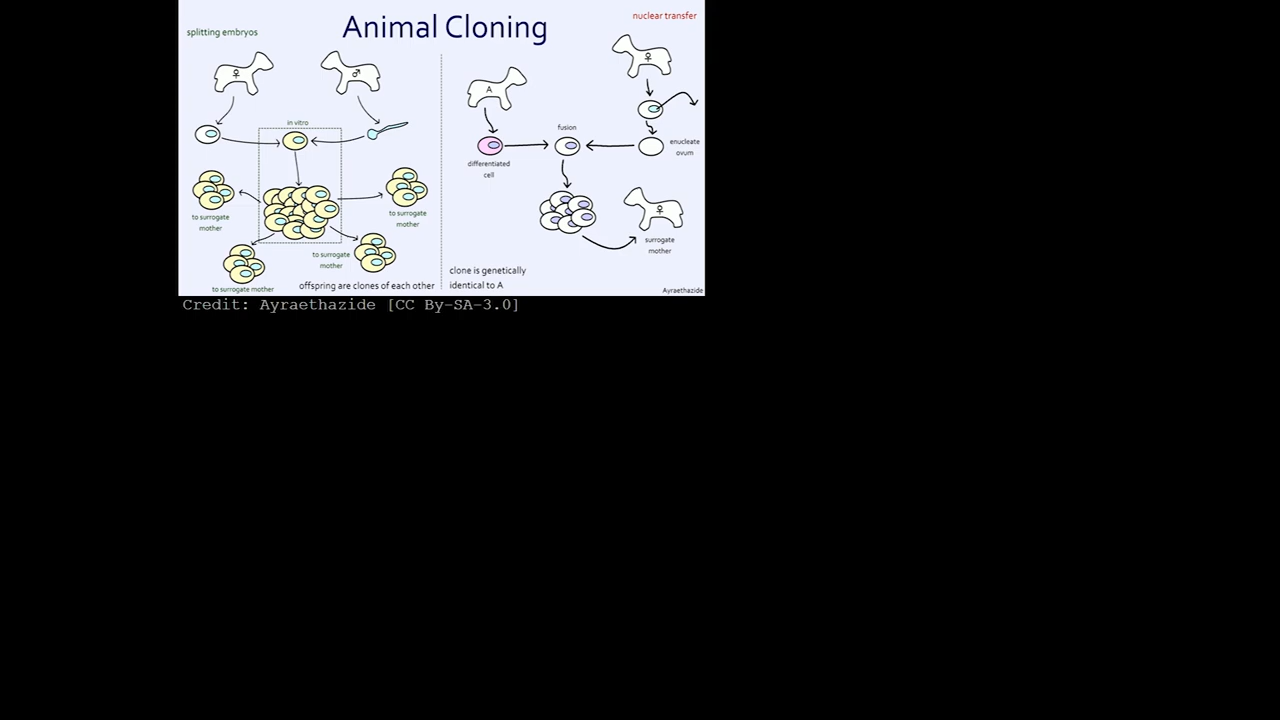 Animal Cloning
splitting embryos
♀
♂
in vitro
to surrogate
mother
to surrogate
mother
to surrogate
mother
to surrogate mother
offspring are clones of each other
nuclear transfer
♀
A
fusion
differentiated
cell
enucleate
ovum
♀
surrogate
mother
clone is genetically
identical to A
Ayraethazide
Credit: Ayraethazide [CC By-SA-3.0]